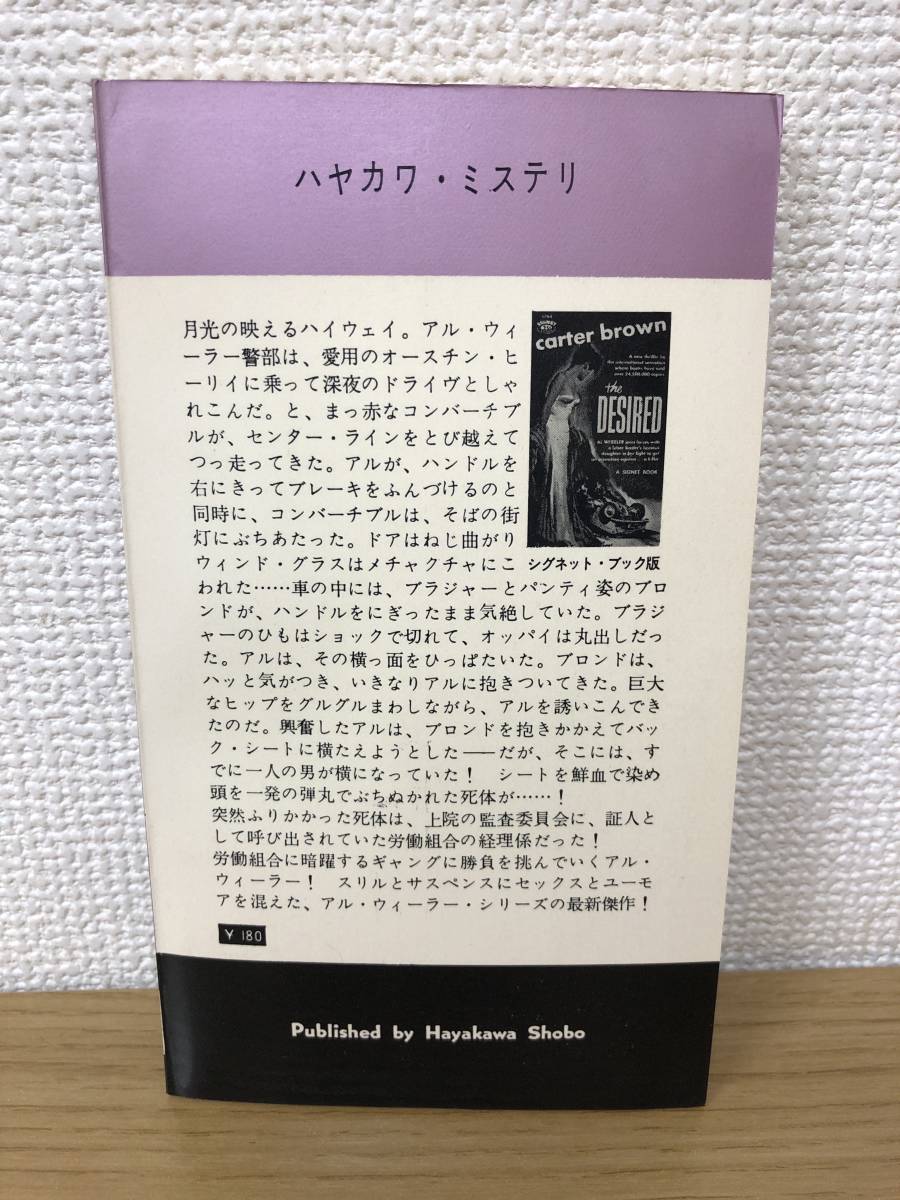 ハヤカワ・ミステリ
月光の映えるハイウェイ。アル・ウィ
ーラー警部は、愛用のオースチン・ヒ
ーリイに乗って深夜のドライヴとしゃ
れこんだ。と、まっ赤なコンバーチブ
ルが、センター・ラインをとび越えて
つっ走ってきた。アルが、ハンドルを
右にきってブレーキをふんづけるのと
同時に、コンバーチブルは、そばの街
灯にぶちあたった。ドアはねじ曲がり
ウィンド・グラスはメチャクチャにこ
われた……車の中には、ブラジャーとパンティ姿のブロ
ンドが、ハンドルをにぎったまま気絶していた。ブラジ
ャーのひもはショックで切れて、オッパイは丸出しだっ
た。アルは、その横っ面をひっぱたいた。ブロンドは、
ハッと気がつき、いきなりアルに抱きついてきた。巨大
なヒップをグルグルまわしながら、アルを誘いこんでき
たのだ。興奮したアルは、ブロンドを抱きかかえてバッ
ク・シートに横たえようとした――だが、そこには、す
でに一人の男が横になっていた！　シートを鮮血で染め
頭を一発の弾丸でぶちぬかれた死体が……！
突然ふりかかった死体は、上院の監査委員会に、証人と
して呼び出されていた労働組合の経理係だった！
労働組合に暗躍するギャングに勝負を挑んでいくアル・
ウィーラー！　スリルとサスペンスにセックスとユーモ
アを混えた、アル・ウィーラー・シリーズの最新傑作！
carter brown
A new thriller by
the international sensation
whose books have sold
over 24,500,000 copies
the
DESIRED
AL WHEELER
A SIGNET BOOK
シグネット・ブック版
¥ 180
Published by Hayakawa Shobo